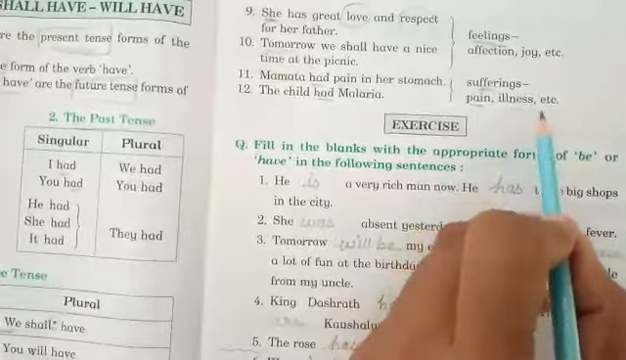 SHALL HAVE – WILL HAVE
re the present tense forms of the
e form of the verb 'have'.
have' are the future tense forms of
2. The Past Tense
Singular Plural
I had We had
You had You had
He had
She had They had
It had
e Tense
Plural
We shall have
You will have
9. She has great love and respect
for her father.
feelings–
10. Tomorrow we shall have a nice
affection, joy, etc.
time at the picnic.
11. Mamata had pain in her stomach.
sufferings–
12. The child had Malaria.
pain, illness, etc.
EXERCISE
Q. Fill in the blanks with the appropriate for of 'be' or
'have' in the following sentences :
1. He is a very rich man now. He has big shops
in the city.
2. She was absent yesterd fever.
3. Tomorrow will be my
a lot of fun at the birthda le
from my uncle.
4. King Dashrath
Kaushaly
5. The rose has